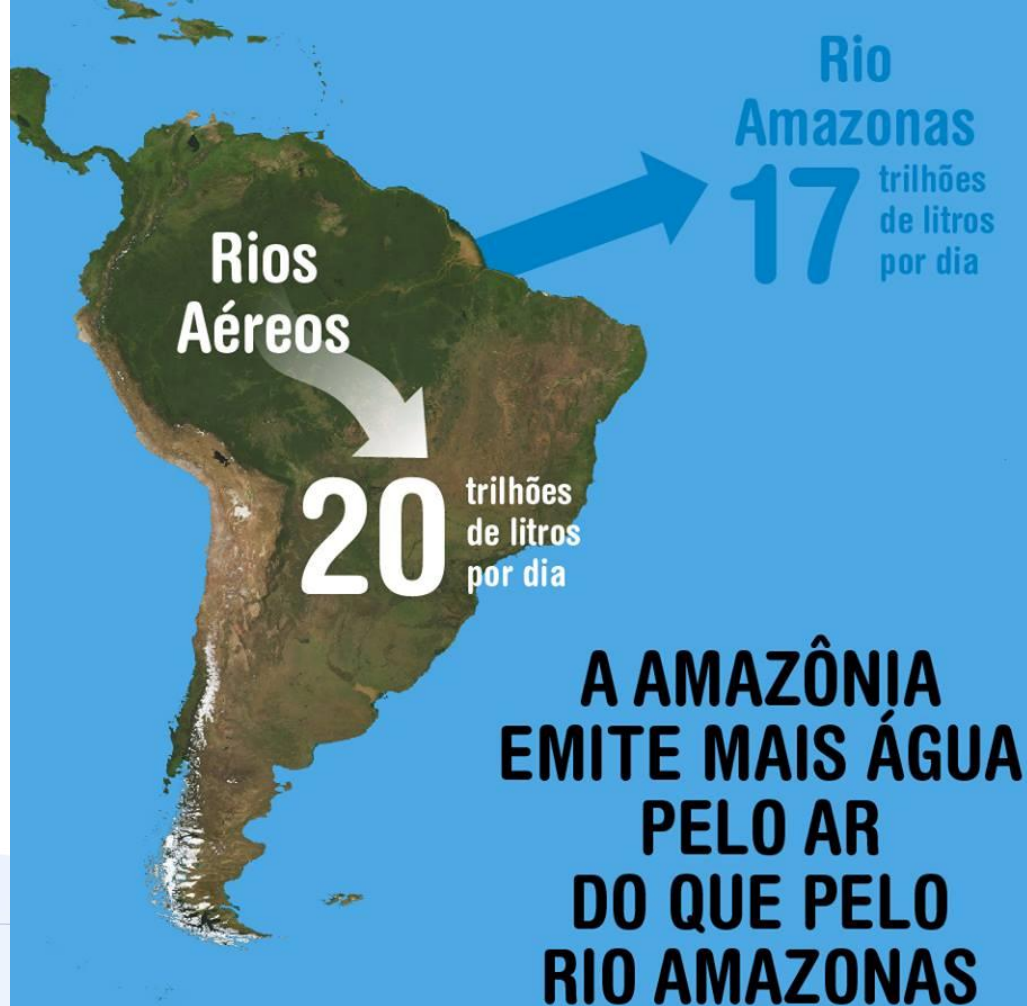 Rio
Amazonas
17 trilhões
de litros
por dia
Rios
Aéreos
20 trilhões
de litros
por dia
A AMAZÔNIA
EMITE MAIS ÁGUA
PELO AR
DO QUE PELO
RIO AMAZONAS